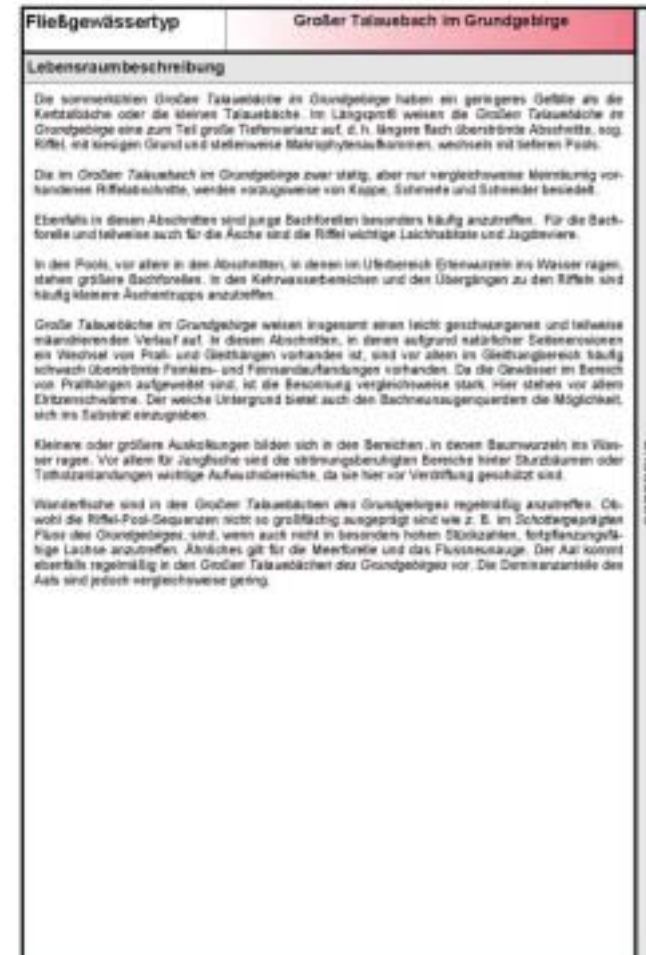 Fließgewässertyp
Großer Talauebach im Grundgebirge
Lebensraumbeschreibung
Die sommerkühlen Großen Talauebäche im Grundgebirge haben ein geringeres Gefälle als die
Kerbtalbäche oder die kleinen Talauebäche. Im Längsprofil weisen die Großen Talauebäche im
Grundgebirge eine zum Teil große Tiefenvarianz auf, d. h. längere flach überströmte Abschnitte, sog.
Riffel, mit kiesigen Grund und stellenweise Makrophytenaufkommen, wechseln mit tieferen Pools.
Die im Großen Talauebach im Grundgebirge zwar stetig, aber nur vergleichsweise kleinräumig vor-
handenen Riffelabschnitte, werden vorzugsweise von Koppe, Schmerle und Schneider besiedelt.
Ebenfalls in diesen Abschnitten sind junge Bachforellen besonders häufig anzutreffen. Für die Bach-
forelle und teilweise auch für die Äsche sind die Riffel wichtige Laichhabitate und Jagdreviere.
In den Pools, vor allem in den Abschnitten, in denen im Uferbereich Erlenwurzeln ins Wasser ragen,
stehen größere Bachforellen. In den Kehrwasserbereichen und den Übergängen zu den Riffeln sind
häufig kleinere Äschentrupps anzutreffen.
Große Talauebäche im Grundgebirge weisen insgesamt einen leicht geschwungenen und teilweise
mäandrierenden Verlauf auf. In diesen Abschnitten, in denen aufgrund natürlicher Seitenerosionen
ein Wechsel von Prall- und Gleithängen vorhanden ist, sind vor allem im Gleithangbereich häufig
schwach überströmte Feinkies- und Feinsandauflandungen vorhanden. Da die Gewässer im Bereich
von Prallhängen aufgeweitet sind, ist die Besonnung vergleichsweise stark. Hier stehen vor allem
Elritzenschwärme. Der weiche Untergrund bietet auch den Bachneunaugenquerdern die Möglichkeit,
sich ins Substrat einzugraben.
Kleinere oder größere Auskolkungen bilden sich in den Bereichen, in denen Baumwurzeln ins Was-
ser ragen. Vor allem für Jungfische sind die strömungsberuhigten Bereiche hinter Sturzbäumen oder
Totholzanlandungen wichtige Aufwuchsbereiche, da sie hier vor Verdriftung geschützt sind.
Wanderfische sind in den Großen Talauebächen des Grundgebirges regelmäßig anzutreffen. Ob-
wohl die Riffel-Pool-Sequenzen nicht so großflächig ausgeprägt sind wie z. B. im Schottergeprägten
Fluss des Grundgebirges, sind, wenn auch nicht in besonders hohen Stückzahlen, fortpflanzungsfä-
hige Lachse anzutreffen. Ähnliches gilt für die Meerforelle und das Flussneunauge. Der Aal kommt
ebenfalls regelmäßig in den Großen Talauebächen des Grundgebirges vor. Die Dominanzanteile des
Aals sind jedoch vergleichsweise gering.